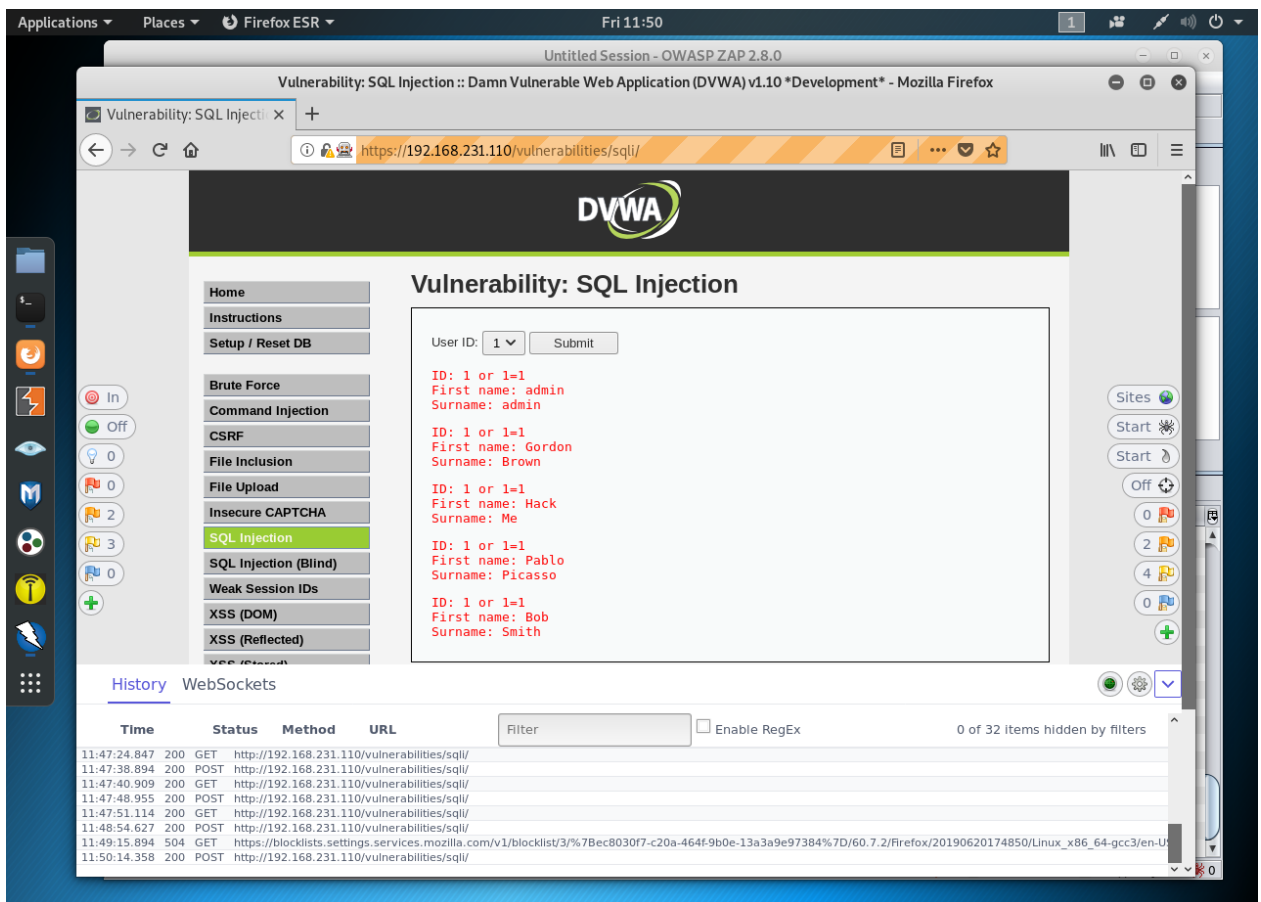 Applications Places Firefox ESR Fri 11:50 1
Untitled Session - OWASP ZAP 2.8.0
Vulnerability: SQL Injection :: Damn Vulnerable Web Application (DVWA) v1.10 *Development* - Mozilla Firefox
Vulnerability: SQL Injecti
https://192.168.231.110/vulnerabilities/sqli/
DVWA
Vulnerability: SQL Injection
Home
Instructions
Setup / Reset DB
Brute Force
Command Injection
CSRF
File Inclusion
File Upload
Insecure CAPTCHA
SQL Injection
SQL Injection (Blind)
Weak Session IDs
XSS (DOM)
XSS (Reflected)
XSS (Stored)
User ID: 1 Submit
ID: 1 or 1=1
First name: admin
Surname: admin
ID: 1 or 1=1
First name: Gordon
Surname: Brown
ID: 1 or 1=1
First name: Hack
Surname: Me
ID: 1 or 1=1
First name: Pablo
Surname: Picasso
ID: 1 or 1=1
First name: Bob
Surname: Smith
In
Off
0
0
2
3
0
Sites
Start
Start
Off
0
2
4
0
History WebSockets
Time Status Method URL Filter Enable RegEx 0 of 32 items hidden by filters
11:47:24.847 200 GET http://192.168.231.110/vulnerabilities/sqli/
11:47:38.894 200 POST http://192.168.231.110/vulnerabilities/sqli/
11:47:40.909 200 GET http://192.168.231.110/vulnerabilities/sqli/
11:47:48.955 200 POST http://192.168.231.110/vulnerabilities/sqli/
11:47:51.114 200 GET http://192.168.231.110/vulnerabilities/sqli/
11:48:54.627 200 POST http://192.168.231.110/vulnerabilities/sqli/
11:49:15.894 504 GET https://blocklists.settings.services.mozilla.com/v1/blocklist/3/%7Bec8030f7-c20a-464f-9b0e-13a3a9e97384%7D/60.7.2/Firefox/20190620174850/Linux_x86_64-gcc3/en-US
11:50:14.358 200 POST http://192.168.231.110/vulnerabilities/sqli/
0